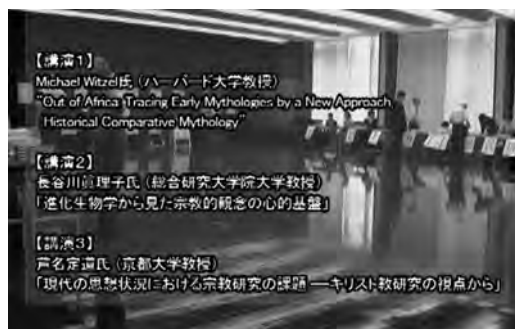 【講演1】
Michael Witzel氏 (ハーバード大学教授)
"Out of Africa: Tracing Early Mythologies by a New Approach,
Historical Comparative Mythology"
【講演2】
長谷川眞理子氏 (総合研究大学院大学教授)
「進化生物学から見た宗教的観念の心的基盤」
【講演3】
芦名定道氏 (京都大学教授)
「現代の思想状況における宗教研究の課題 ──キリスト教研究の視点から」